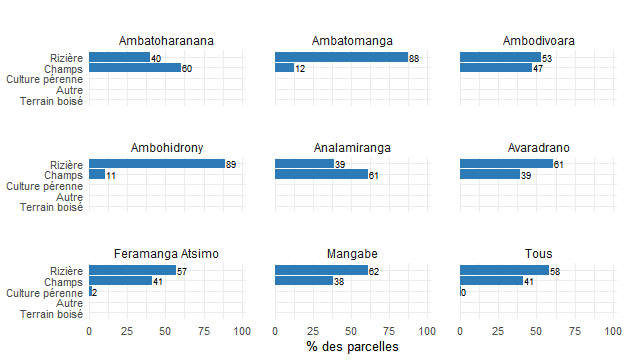 Ambatoharanana Ambatomanga Ambodivoara
Rizière 40 88 53
Champs 60 12 47
Culture pérenne
Autre
Terrain boisé
Ambohidrony Analamiranga Avaradrano
Rizière 89 39 61
Champs 11 61 39
Culture pérenne
Autre
Terrain boisé
Feramanga Atsimo Mangabe Tous
Rizière 57 62 58
Champs 41 38 41
Culture pérenne 2 0
Autre
Terrain boisé
0 25 50 75 100 0 25 50 75 100 0 25 50 75 100
% des parcelles